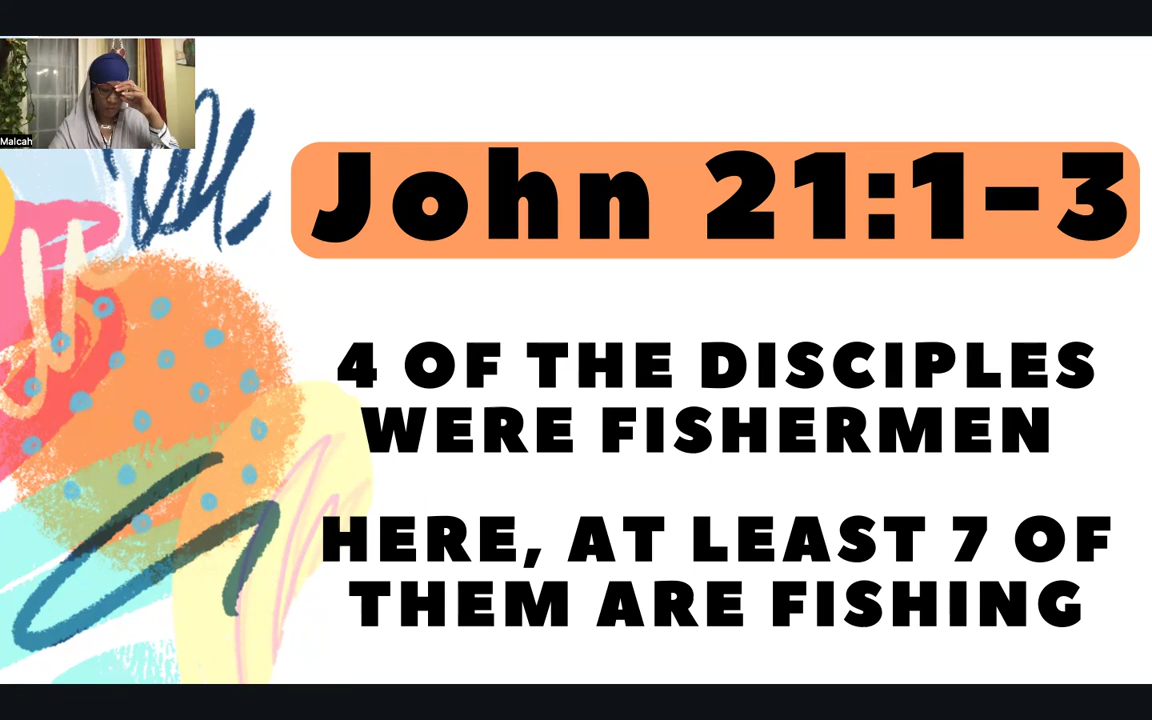 Malcah
John 21:1-3
4 OF THE DISCIPLES
WERE FISHERMEN
HERE, AT LEAST 7 OF
THEM ARE FISHING